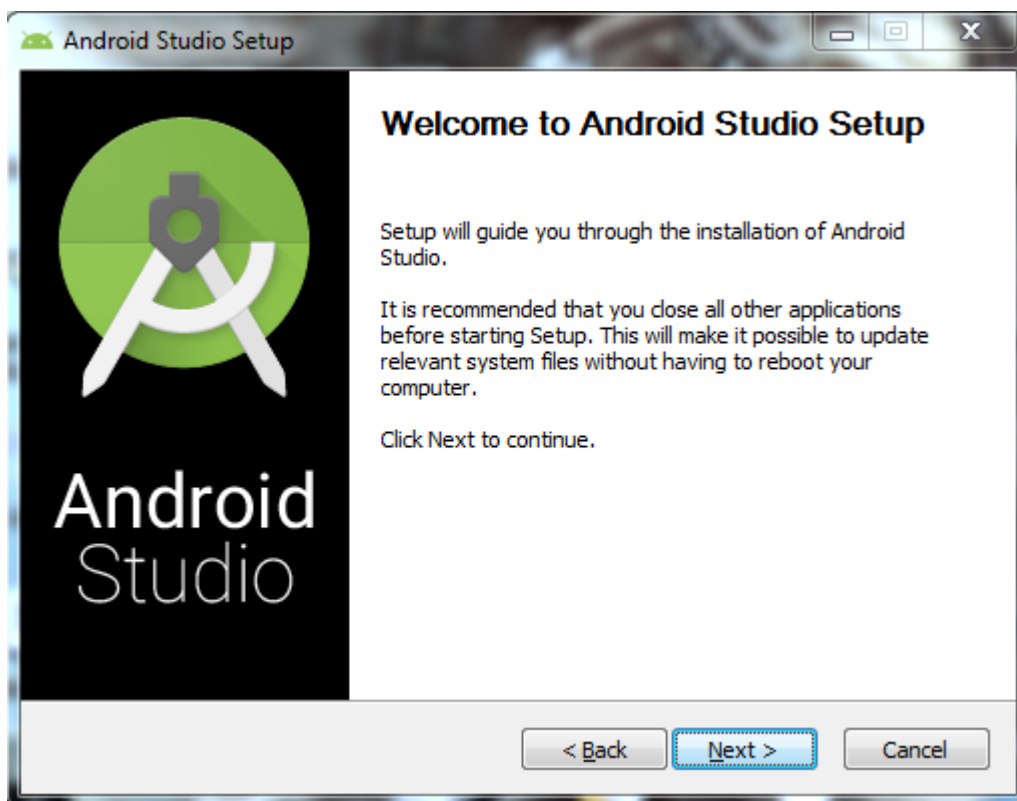 Android Studio Setup
Welcome to Android Studio Setup
Setup will guide you through the installation of Android
Studio.
It is recommended that you close all other applications
before starting Setup. This will make it possible to update
relevant system files without having to reboot your
computer.
Click Next to continue.
Android
Studio
< Back
Next >
Cancel